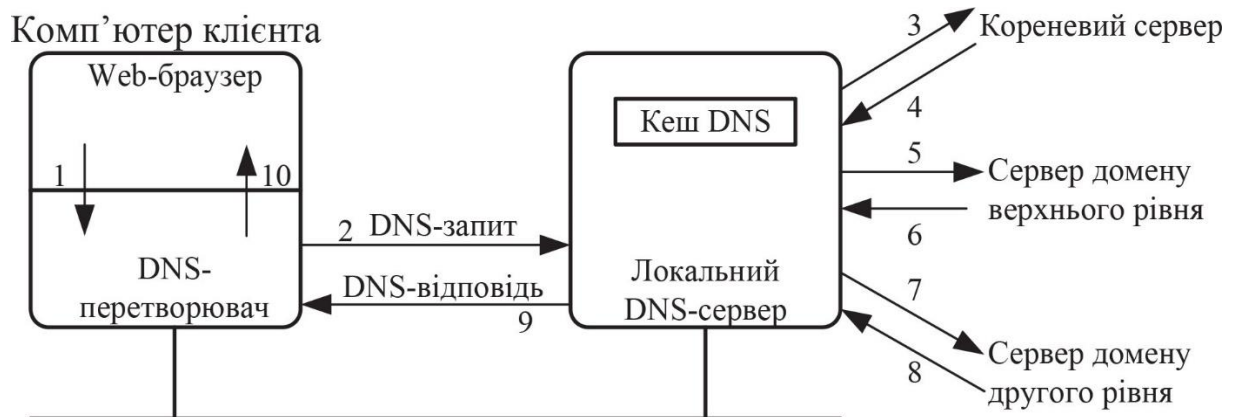 Комп’ютер клієнта
Web-браузер
1
10
DNS-
перетворювач
2 DNS-запит
DNS-відповідь
9
Кеш DNS
Локальний
DNS-сервер
3
Кореневий сервер
4
5
Сервер домену
верхнього рівня
6
7
Сервер домену
другого рівня
8